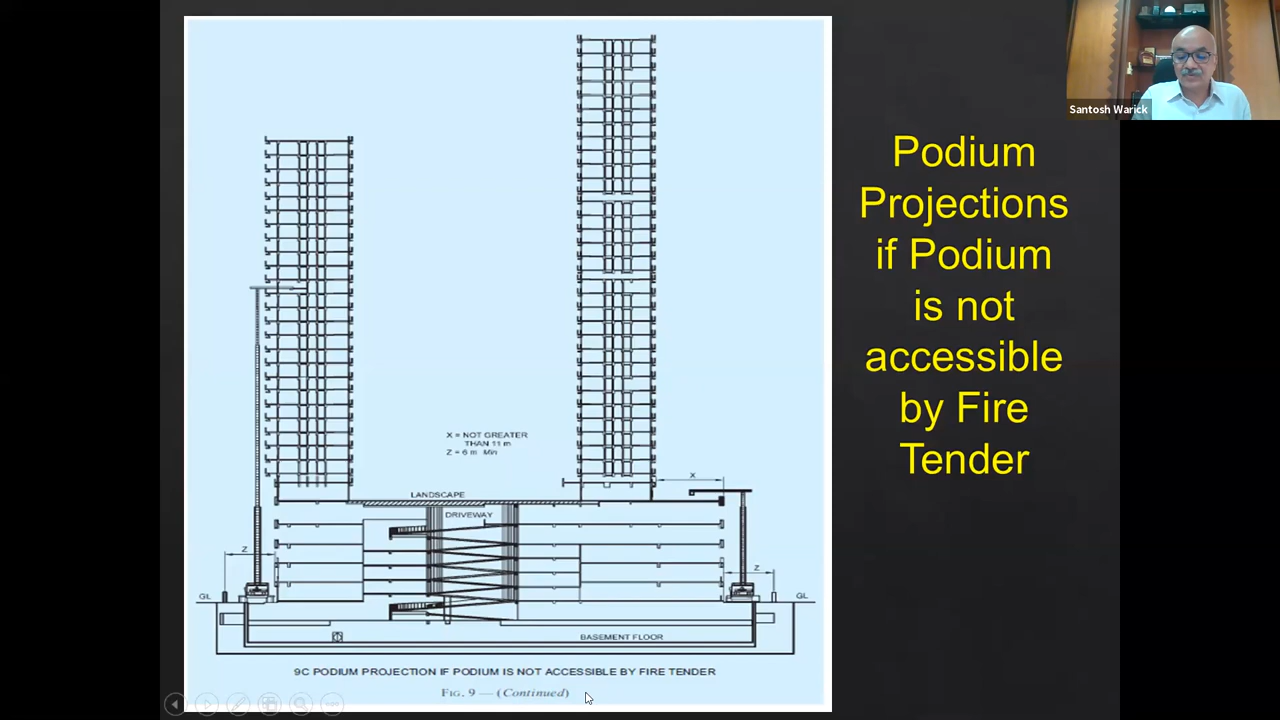 Santosh Warick
Podium
Projections
if Podium
is not
accessible
by Fire
Tender
X = NOT GREATER
THAN 11 m
Z = 6 m Min
X
LANDSCAPE
DRIVEWAY
Z
Z
GL
GL
BASEMENT FLOOR
9C PODIUM PROJECTION IF PODIUM IS NOT ACCESSIBLE BY FIRE TENDER
FIG. 9 — (Continued)